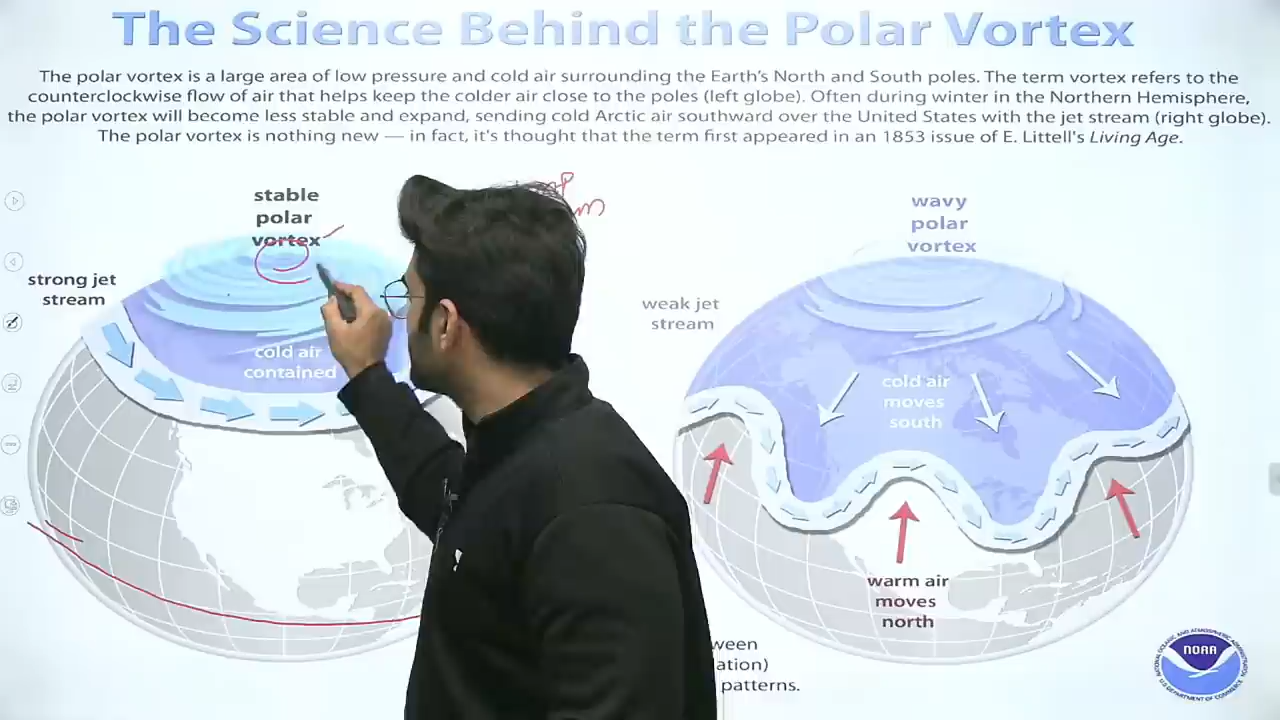 The Science Behind the Polar Vortex
The polar vortex is a large area of low pressure and cold air surrounding the Earth's North and South poles. The term vortex refers to the
counterclockwise flow of air that helps keep the colder air close to the poles (left globe). Often during winter in the Northern Hemisphere,
the polar vortex will become less stable and expand, sending cold Arctic air southward over the United States with the jet stream (right globe).
The polar vortex is nothing new — in fact, it's thought that the term first appeared in an 1853 issue of E. Littell's Living Age.
stable
polar
vortex
strong jet
stream
cold air
contained
wavy
polar
vortex
weak jet
stream
cold air
moves
south
warm air
moves
north
patterns.
NOAA